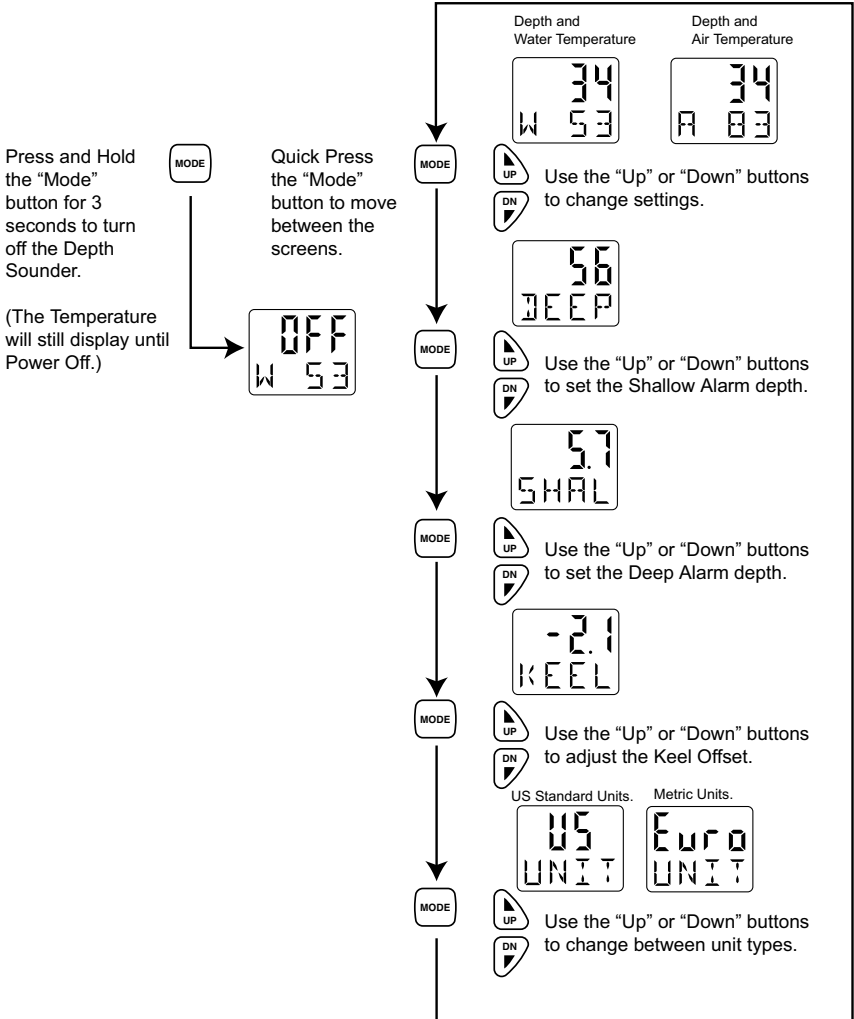 Depth and
Water Temperature
Depth and
Air Temperature
34
W 53
34
A 83
Press and Hold
the “Mode”
button for 3
seconds to turn
off the Depth
Sounder.
(The Temperature
will still display until
Power Off.)
MODE
OFF
W 53
Quick Press
the “Mode”
button to move
between the
screens.
MODE
UP
DN
Use the “Up” or “Down” buttons
to change settings.
56
DEEP
MODE
UP
DN
Use the “Up” or “Down” buttons
to set the Shallow Alarm depth.
5.7
SHAL
MODE
UP
DN
Use the “Up” or “Down” buttons
to set the Deep Alarm depth.
-2.1
KEEL
MODE
UP
DN
Use the “Up” or “Down” buttons
to adjust the Keel Offset.
US Standard Units.
Metric Units.
US
UNIT
Euro
UNIT
MODE
UP
DN
Use the “Up” or “Down” buttons
to change between unit types.